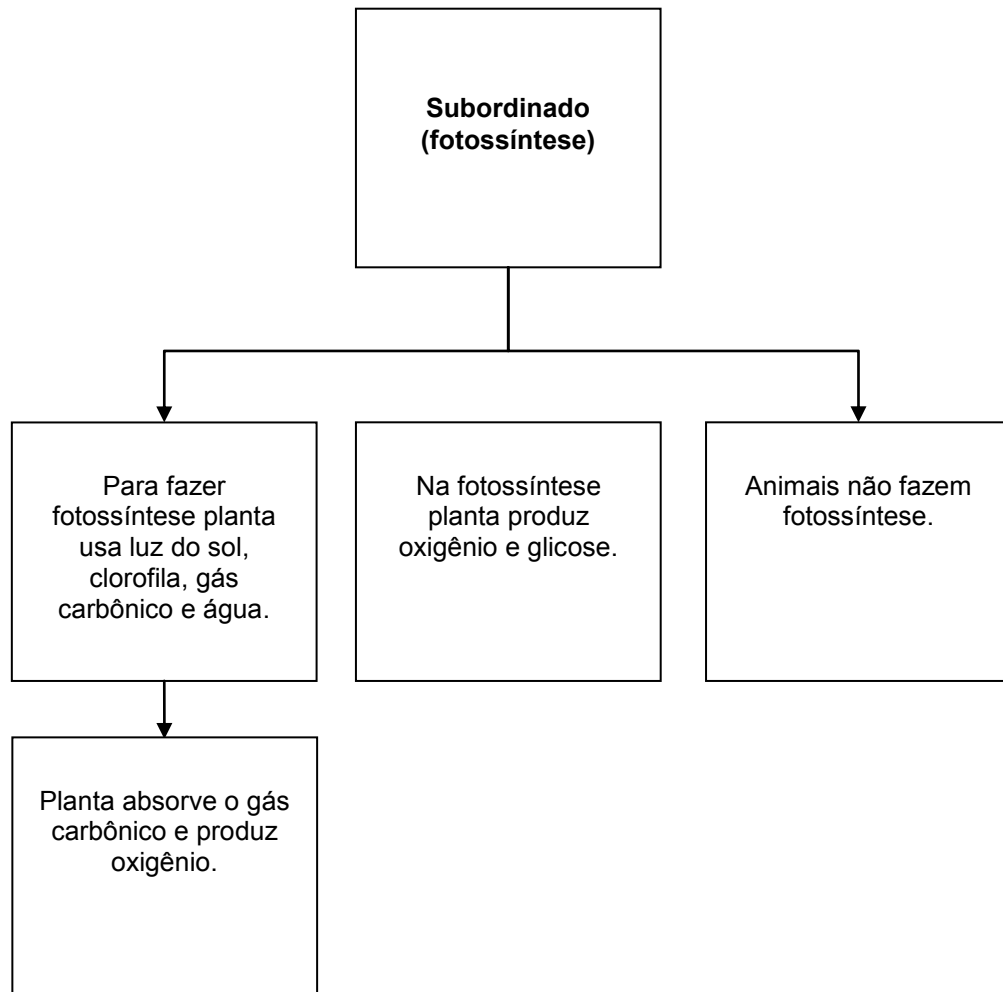 Subordinado
(fotossíntese)
Para fazer
fotossíntese planta
usa luz do sol,
clorofila, gás
carbônico e água.
Na fotossíntese
planta produz
oxigênio e glicose.
Animais não fazem
fotossíntese.
Planta absorve o gás
carbônico e produz
oxigênio.